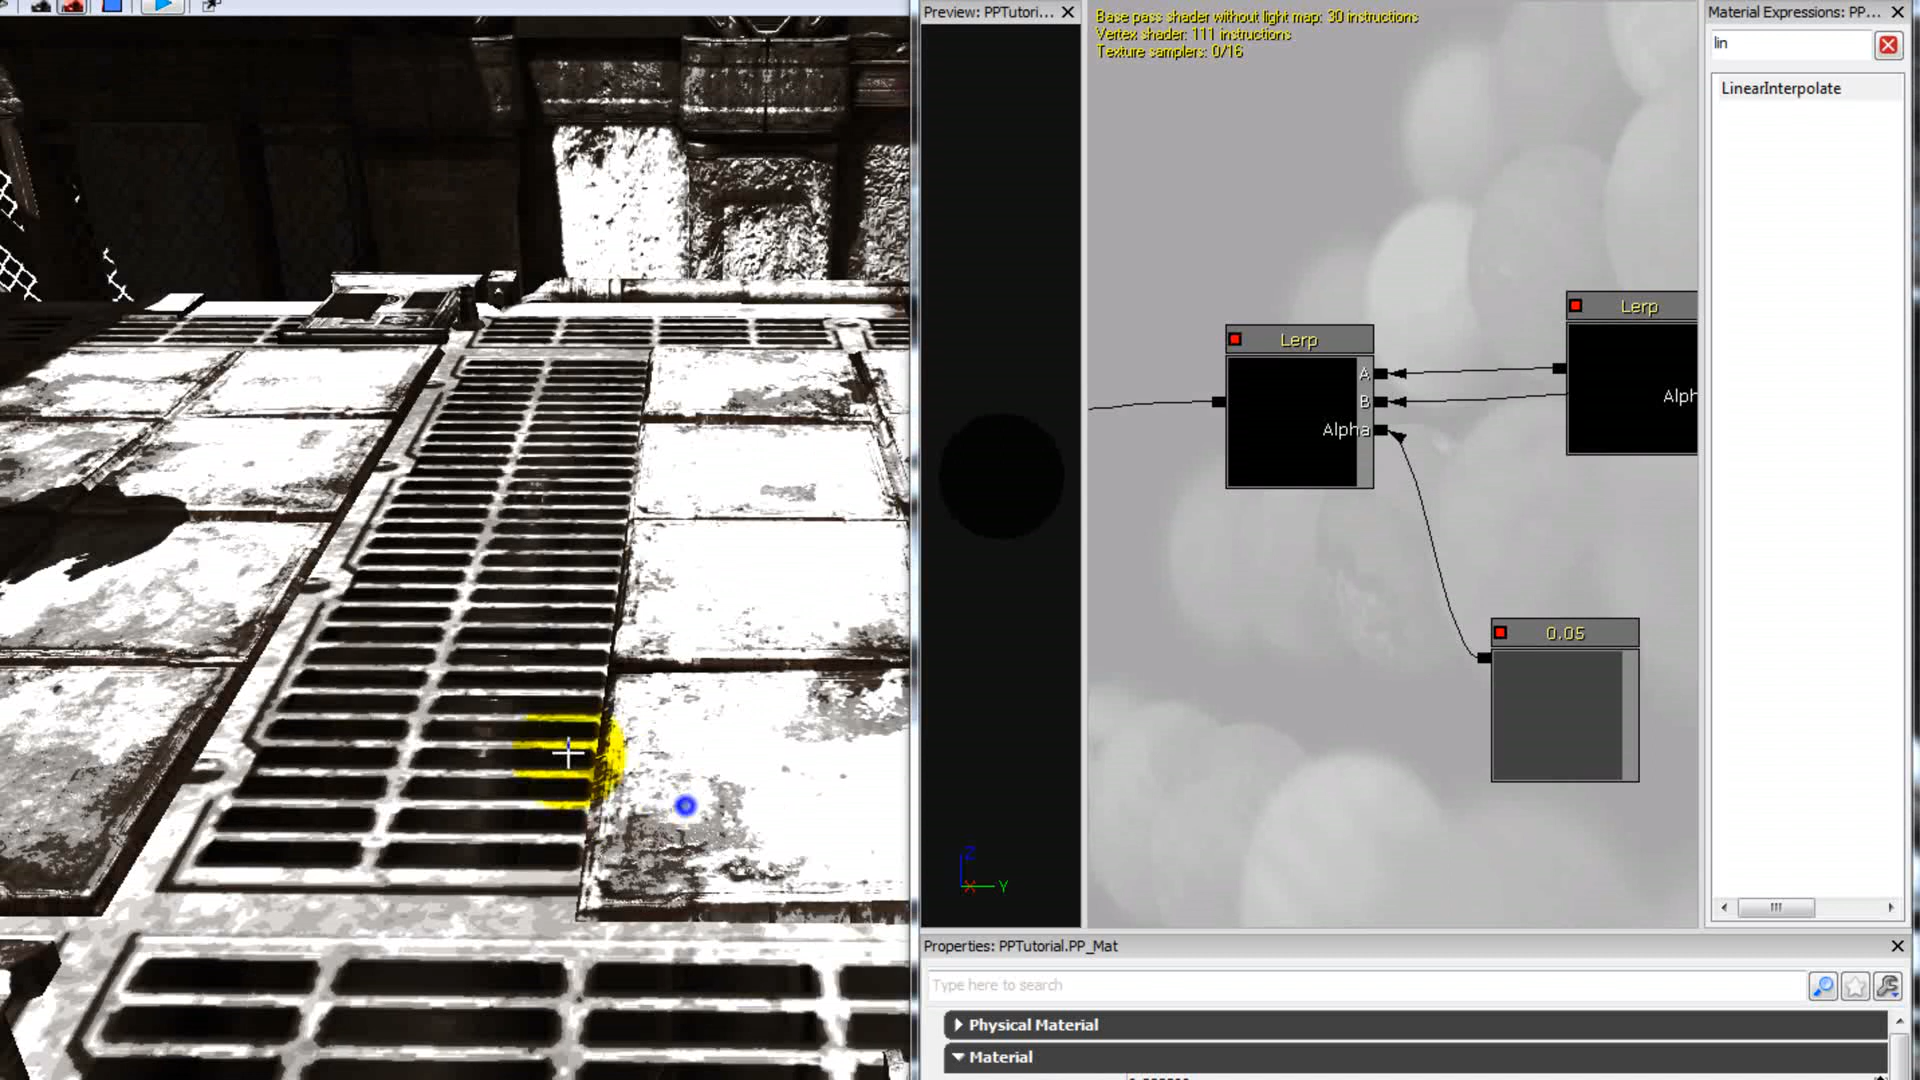 Preview: PPTutori...
Base pass shader without light map: 30 instructions
Vertex shader: 111 instructions
Texture samplers: 0/16
Material Expressions: PP...
lin
LinearInterpolate
Lerp
A
B
Alpha
Lerp
Alph
0.05
Z
X
Y
Properties: PPTutorial.PP_Mat
Type here to search
Physical Material
Material